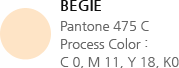 BEGIE
Pantone 475 C
Process Color :
C 0, M 11, Y 18, K0